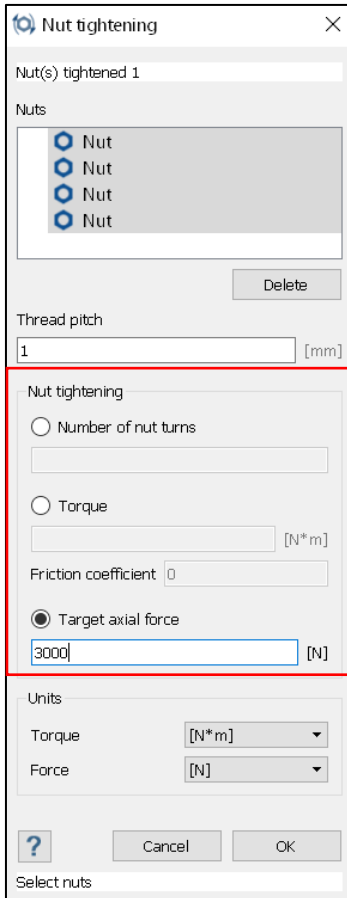 Nut tightening
Nut(s) tightened 1
Nuts
Nut
Nut
Nut
Nut
Delete
Thread pitch
1 [mm]
Nut tightening
Number of nut turns
Torque
[N*m]
Friction coefficient 0
Target axial force
3000 [N]
Units
Torque [N*m]
Force [N]
? Cancel OK
Select nuts